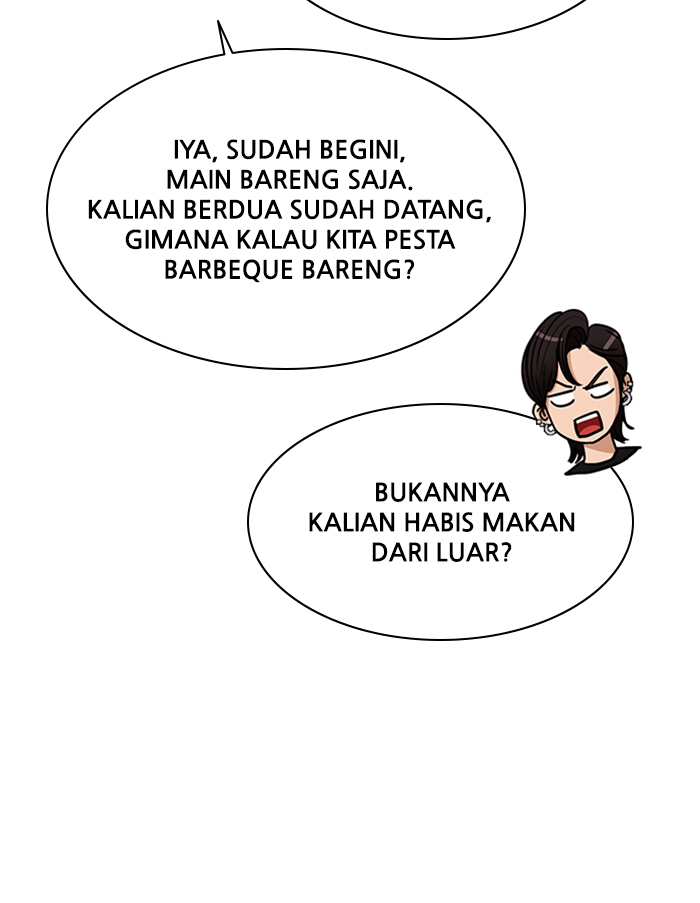 IYA, SUDAH BEGINI,
MAIN BARENG SAJA.
KALIAN BERDUA SUDAH DATANG,
GIMANA KALAU KITA PESTA
BARBEQUE BARENG?
BUKANNYA
KALIAN HABIS MAKAN
DARI LUAR?